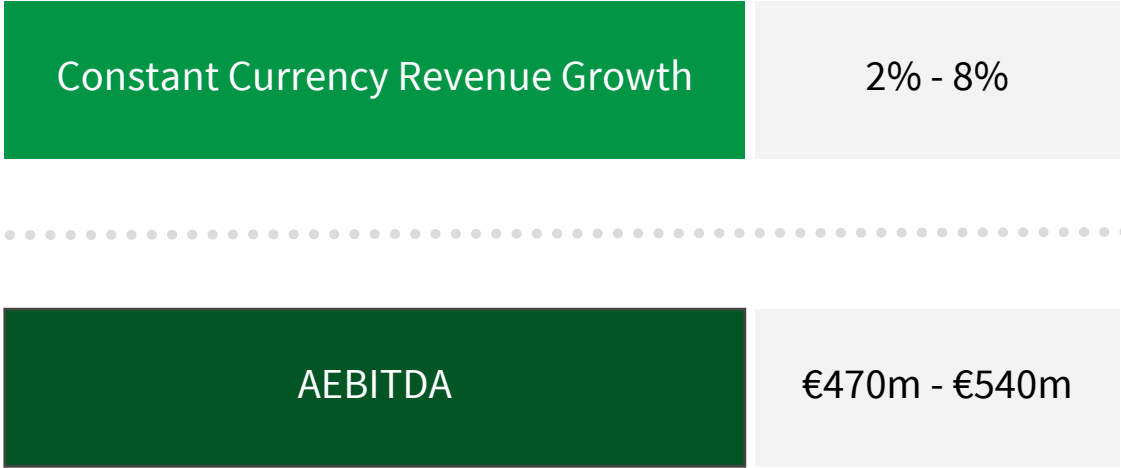 Constant Currency Revenue Growth
2% - 8%
AEBITDA
€470m - €540m